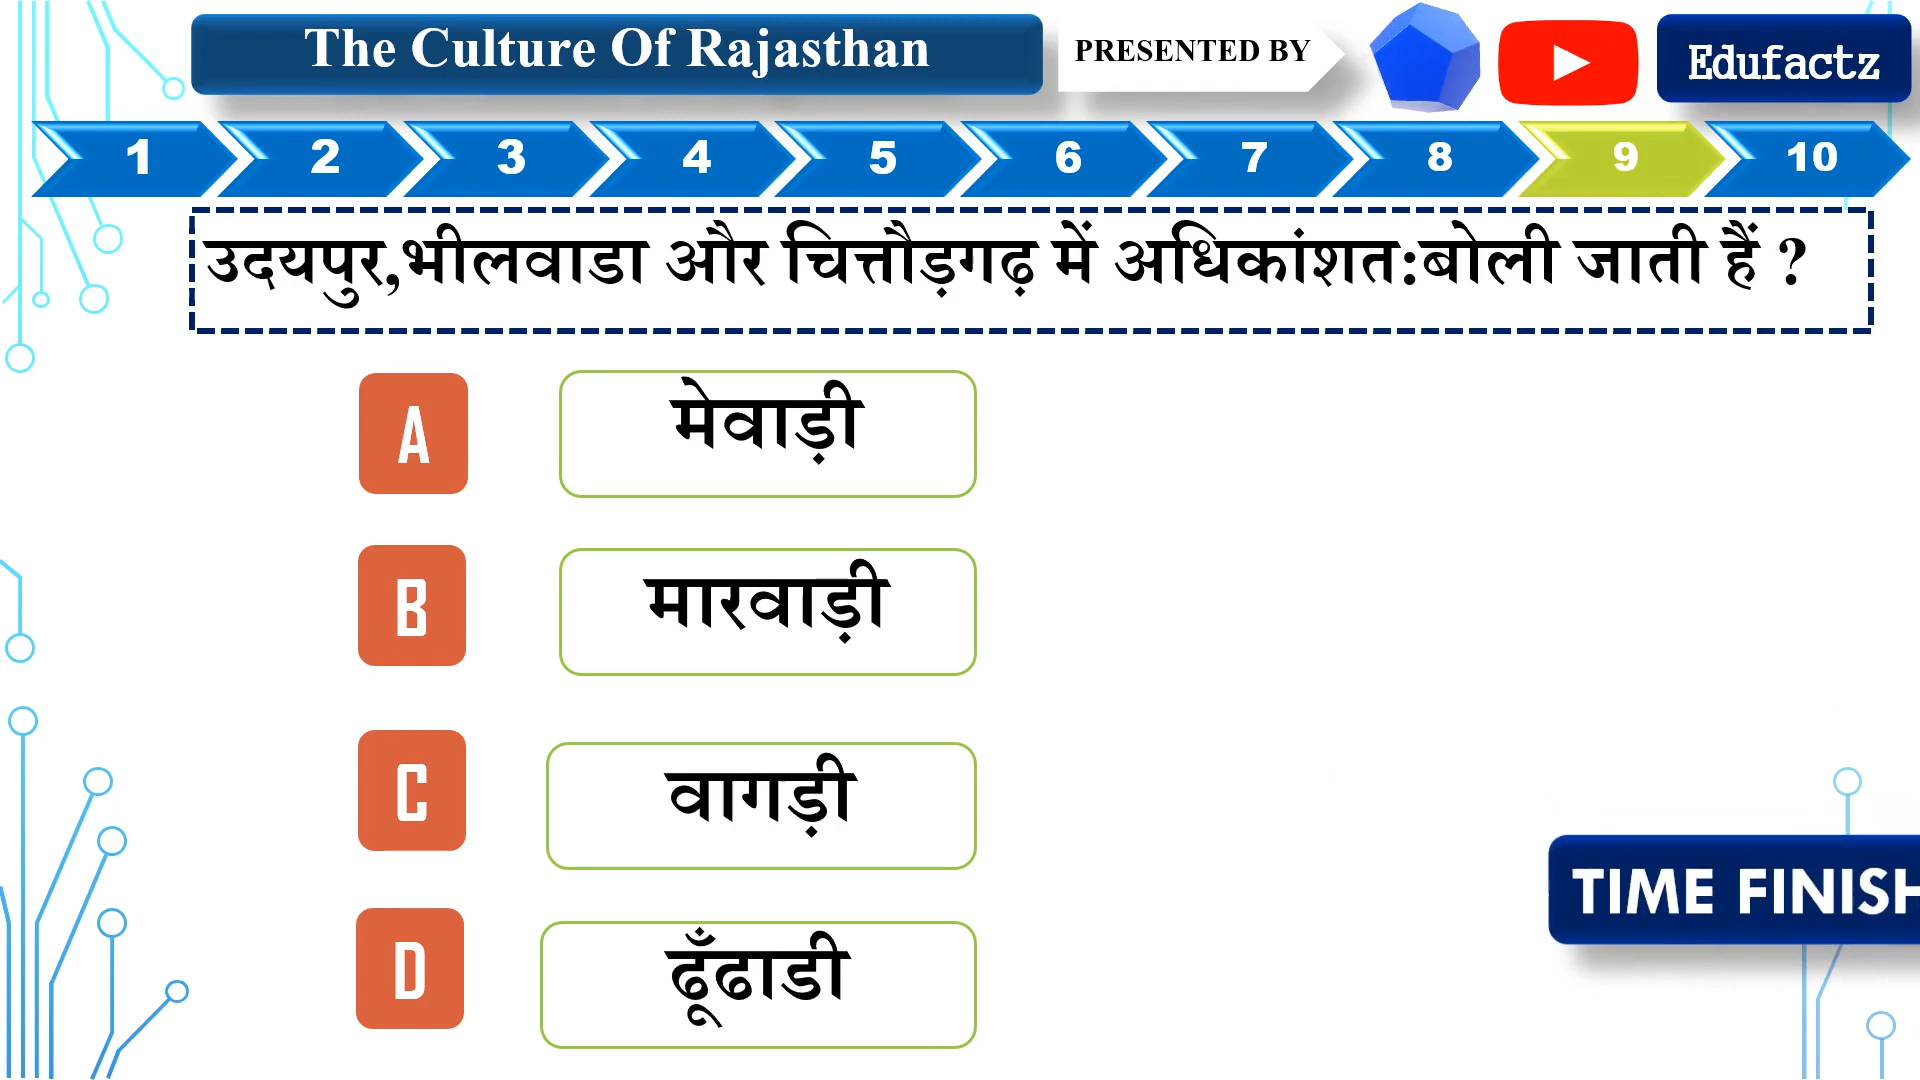 The Culture Of Rajasthan
PRESENTED BY
Edufactz
1 2 3 4 5 6 7 8 9 10
उदयपुर,भीलवाडा और चित्तौड़गढ़ में अधिकांशत:बोली जाती हैं ?
A मेवाड़ी
B मारवाड़ी
C वागड़ी
D ढूँढाडी
TIME FINISH